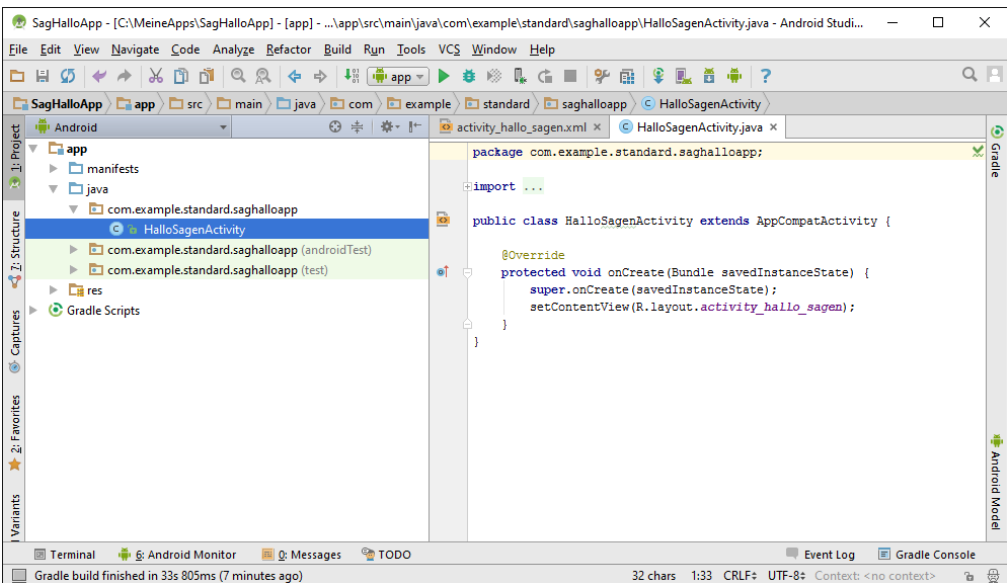 SagHalloApp - [C:\MeineApps\SagHalloApp] - [app] - ...\app\src\main\java\com\example\standard\saghalloapp\HalloSagenActivity.java - Android Studi...
File Edit View Navigate Code Analyze Refactor Build Run Tools VCS Window Help
app
SagHalloApp app src main java com example standard saghalloapp HalloSagenActivity
1: Project
7: Structure
Captures
2: Favorites
Variants
Android
app
manifests
java
com.example.standard.saghalloapp
HalloSagenActivity
com.example.standard.saghalloapp (androidTest)
com.example.standard.saghalloapp (test)
res
Gradle Scripts
activity_hallo_sagen.xml HalloSagenActivity.java
package com.example.standard.saghalloapp;
import ...
public class HalloSagenActivity extends AppCompatActivity {
@Override
protected void onCreate(Bundle savedInstanceState) {
super.onCreate(savedInstanceState);
setContentView(R.layout.activity_hallo_sagen);
}
}
Gradle
Android Model
Terminal 6: Android Monitor 0: Messages TODO Event Log Gradle Console
Gradle build finished in 33s 805ms (7 minutes ago) 32 chars 1:33 CRLF UTF-8 Context: <no context>